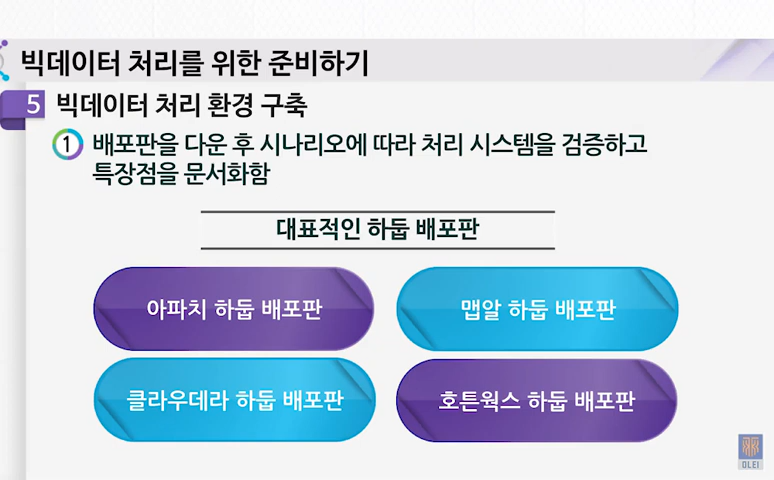 빅데이터 처리를 위한 준비하기
5 빅데이터 처리 환경 구축
1 배포판을 다운 후 시나리오에 따라 처리 시스템을 검증하고
특장점을 문서화함
대표적인 하둡 배포판
아파치 하둡 배포판
맵알 하둡 배포판
클라우데라 하둡 배포판
호튼웍스 하둡 배포판
DLEI